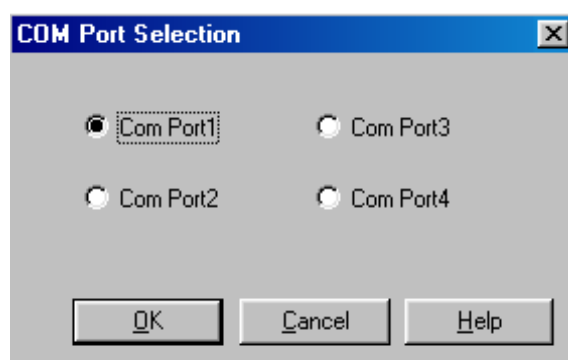 COM Port Selection
Com Port1 Com Port3
Com Port2 Com Port4
OK Cancel Help